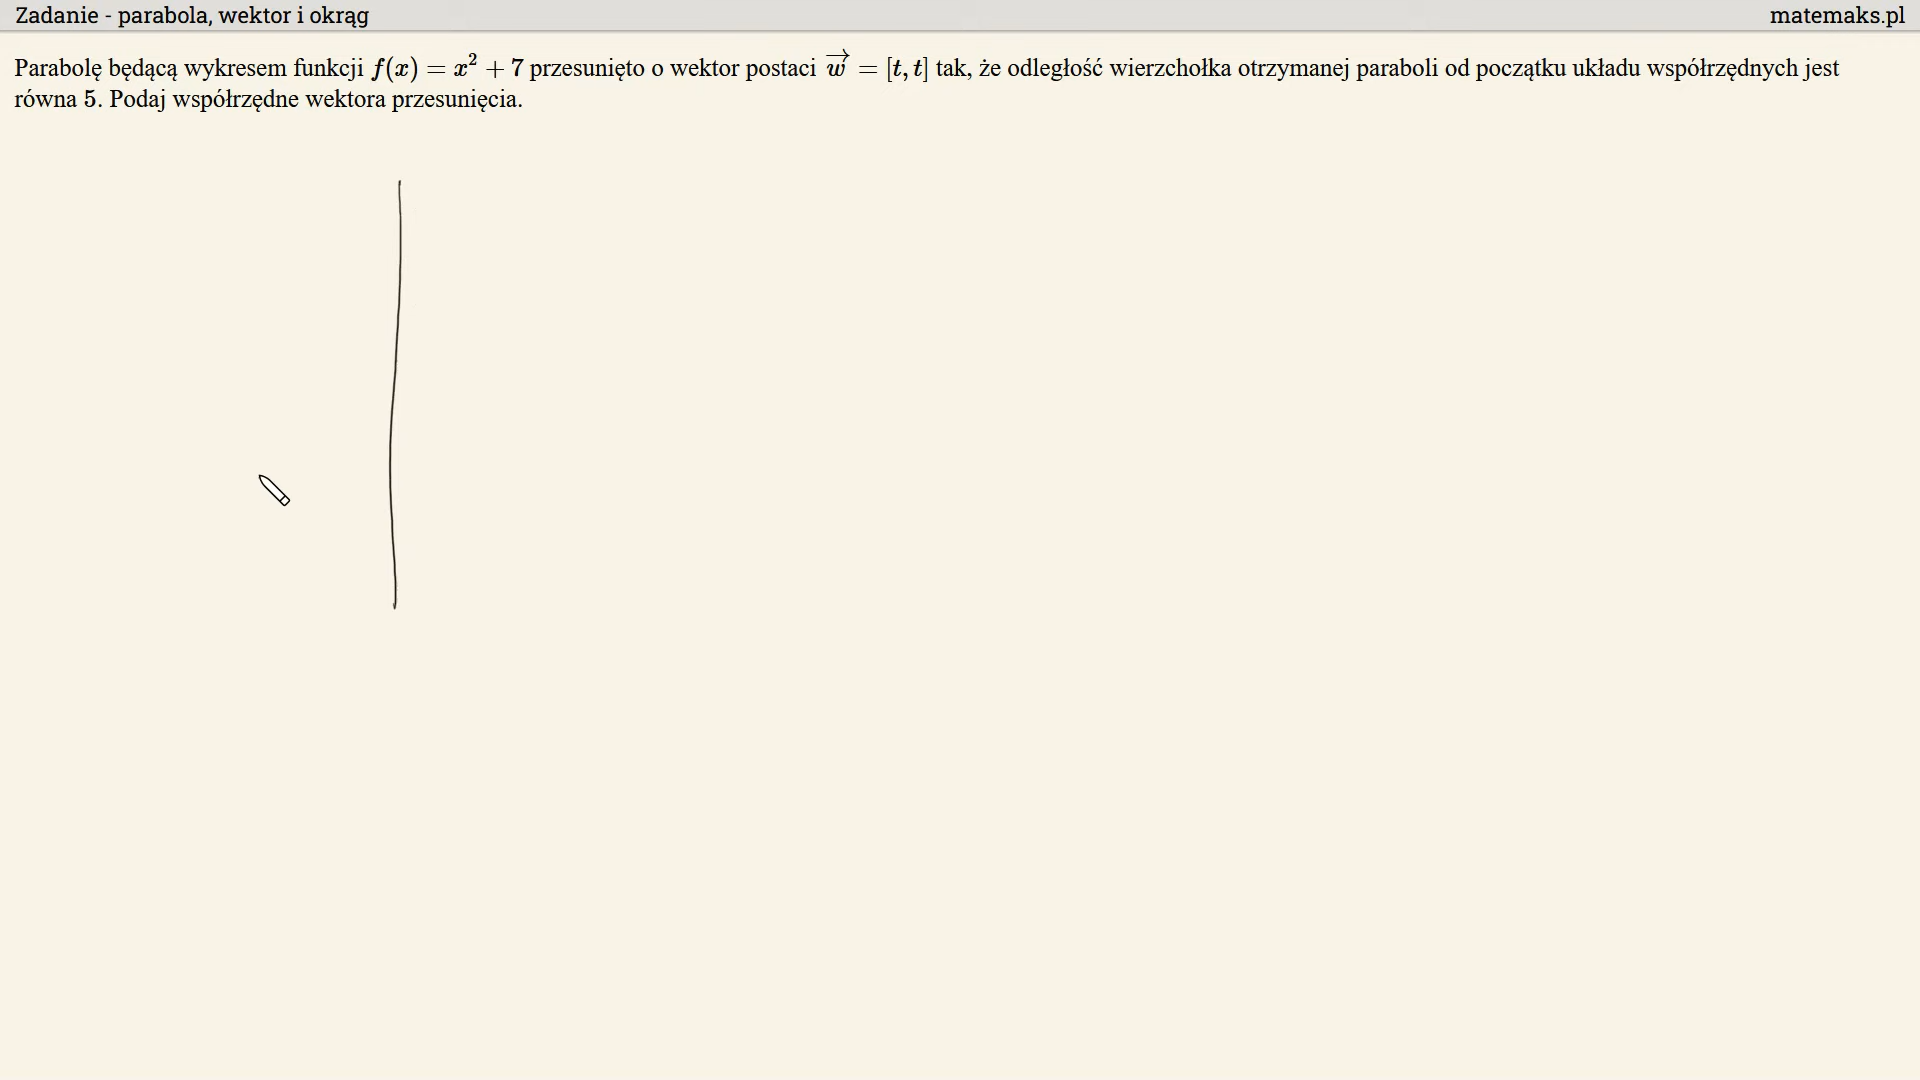 Zadanie - parabola, wektor i okrąg
matemaks.pl
Parabolę będącą wykresem funkcji f(x) = x² + 7 przesunięto o wektor postaci w⃗ = [t, t] tak, że odległość wierzchołka otrzymanej paraboli od początku układu współrzędnych jest
równa 5. Podaj współrzędne wektora przesunięcia.